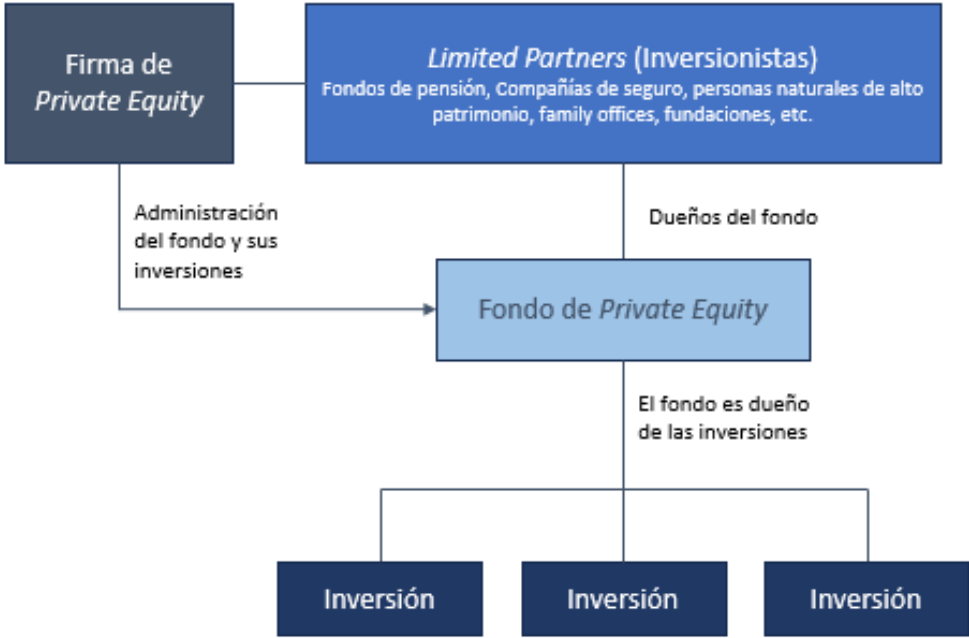 Firma de
Private Equity
Limited Partners (Inversionistas)
Fondos de pensión, Compañías de seguro, personas naturales de alto
patrimonio, family offices, fundaciones, etc.
Administración
del fondo y sus
inversiones
Dueños del fondo
Fondo de Private Equity
El fondo es dueño
de las inversiones
Inversión
Inversión
Inversión